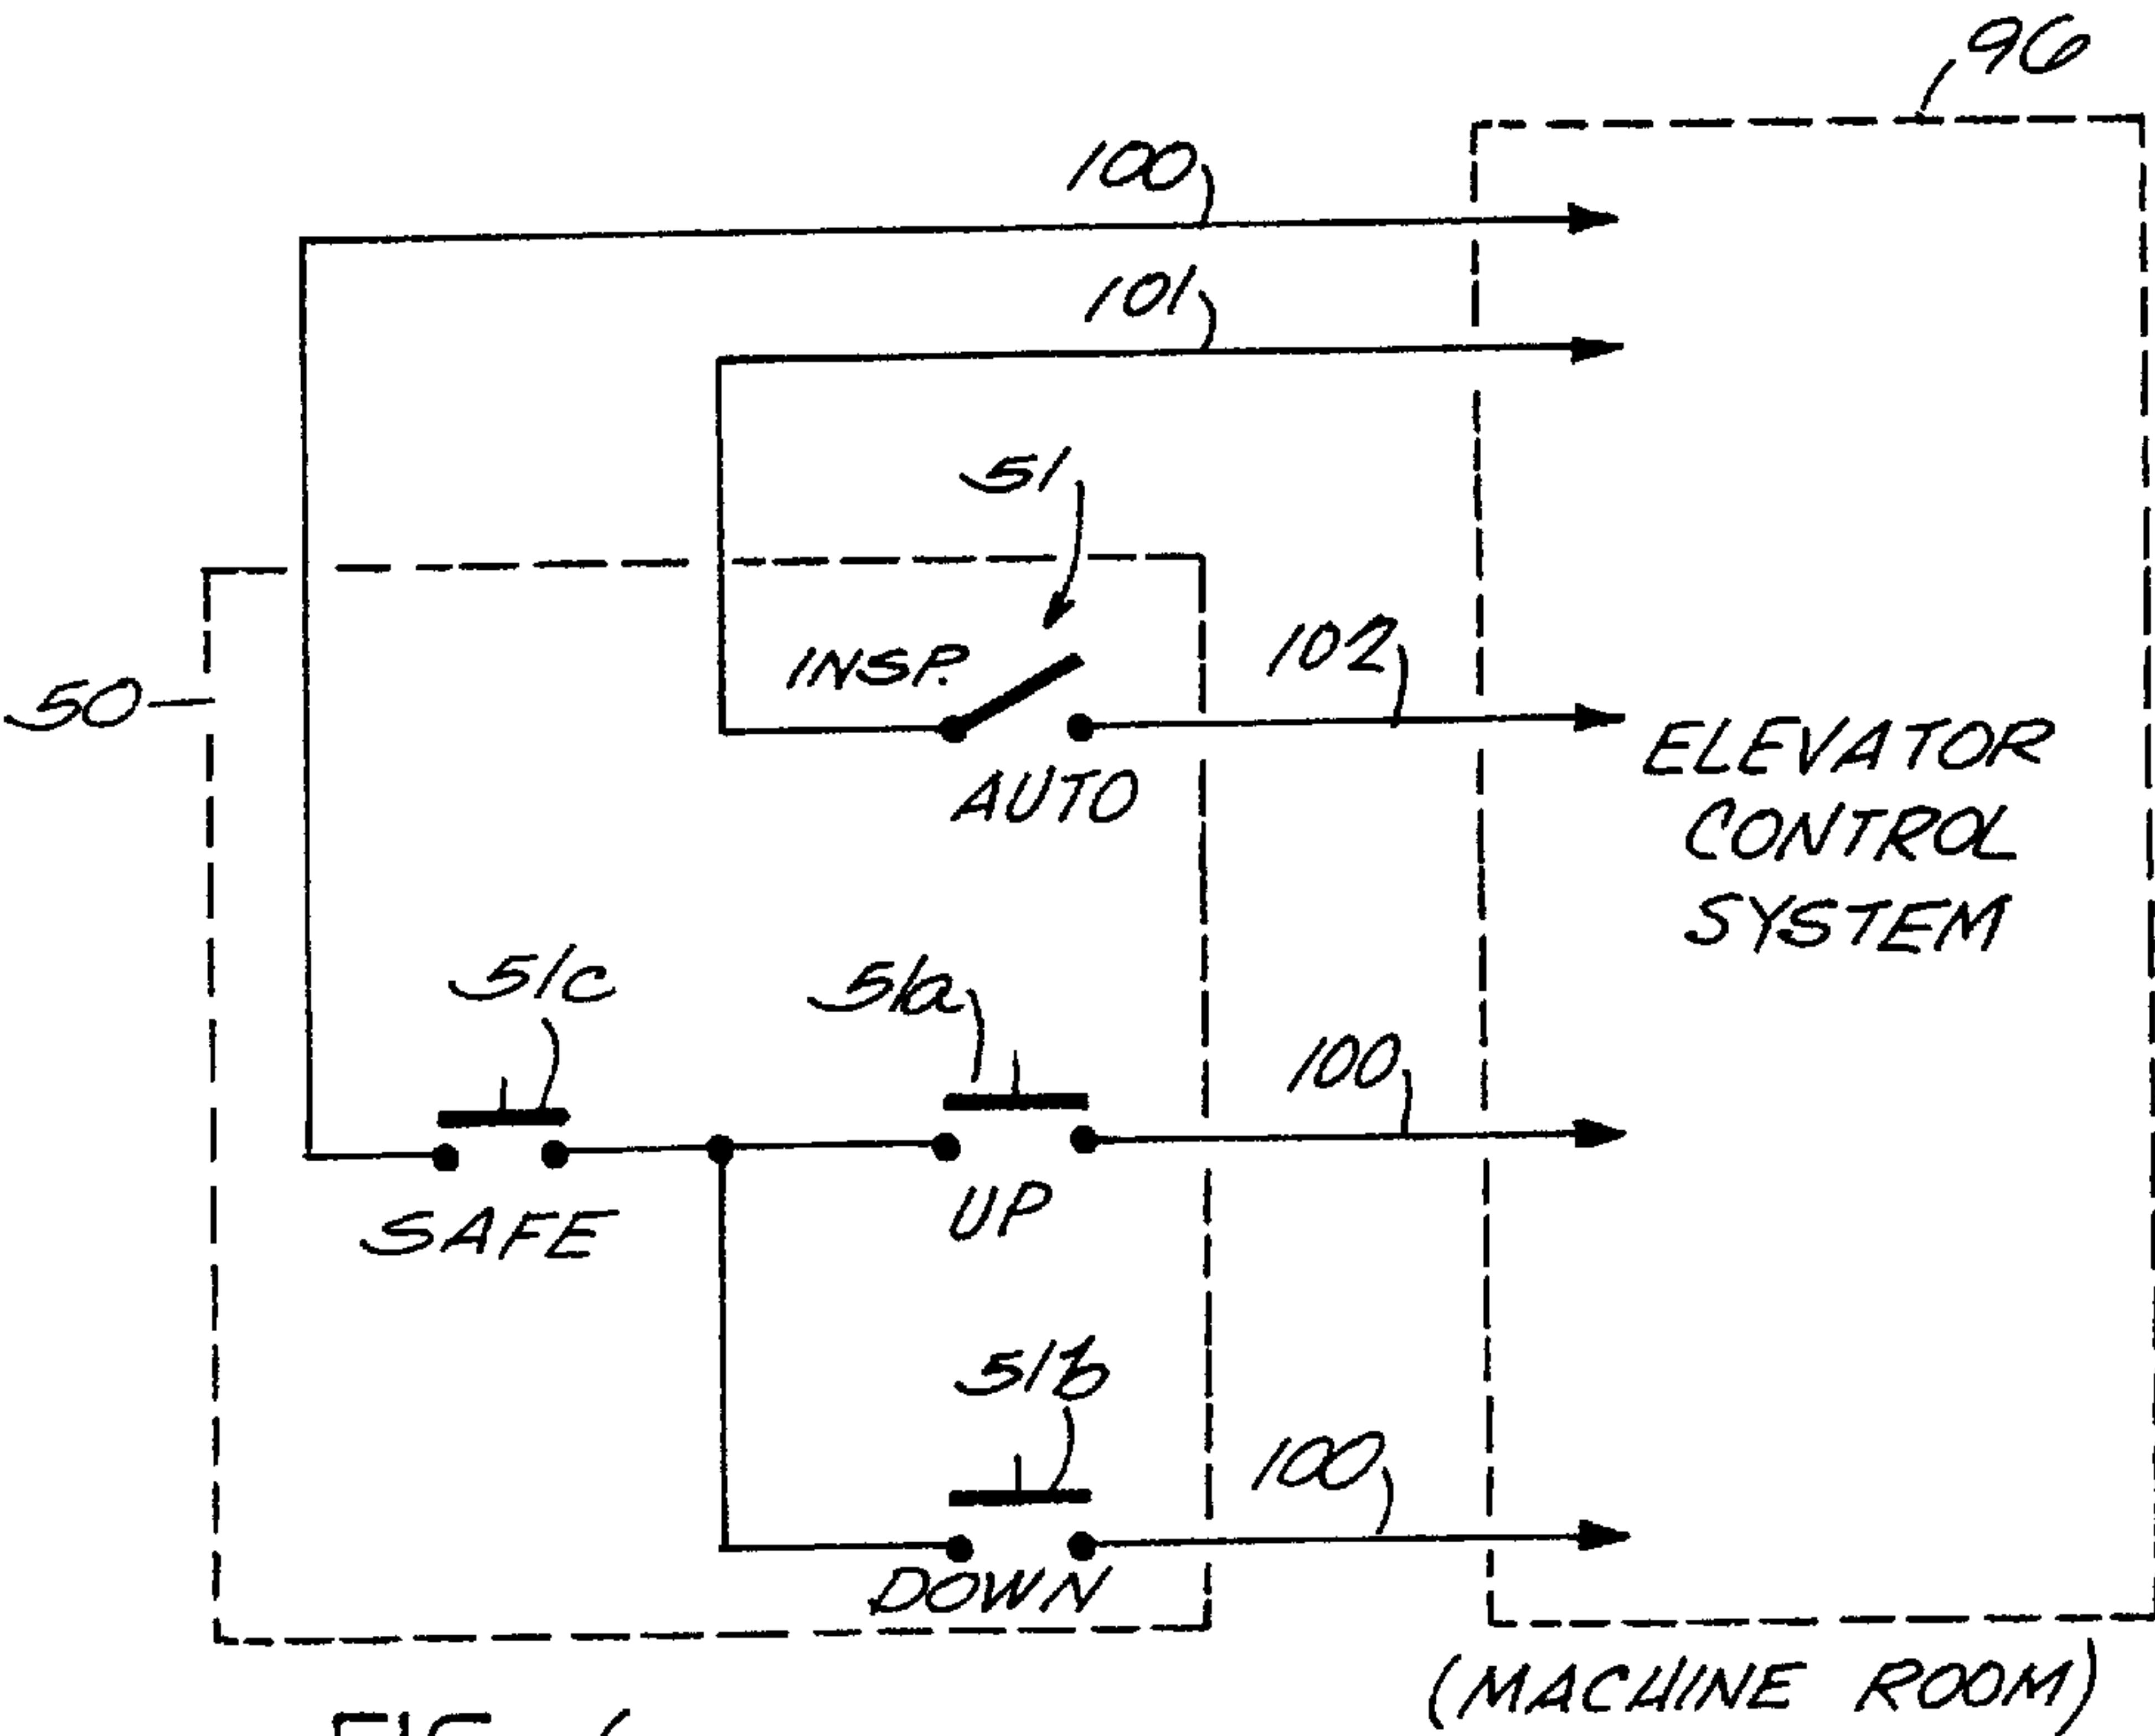 96
100
101
51
INSP.
102
50
AUTO
ELEVATOR
CONTROL
SYSTEM
51c
51a
100
SAFE
UP
51b
100
DOWN
(MACHINE ROOM)